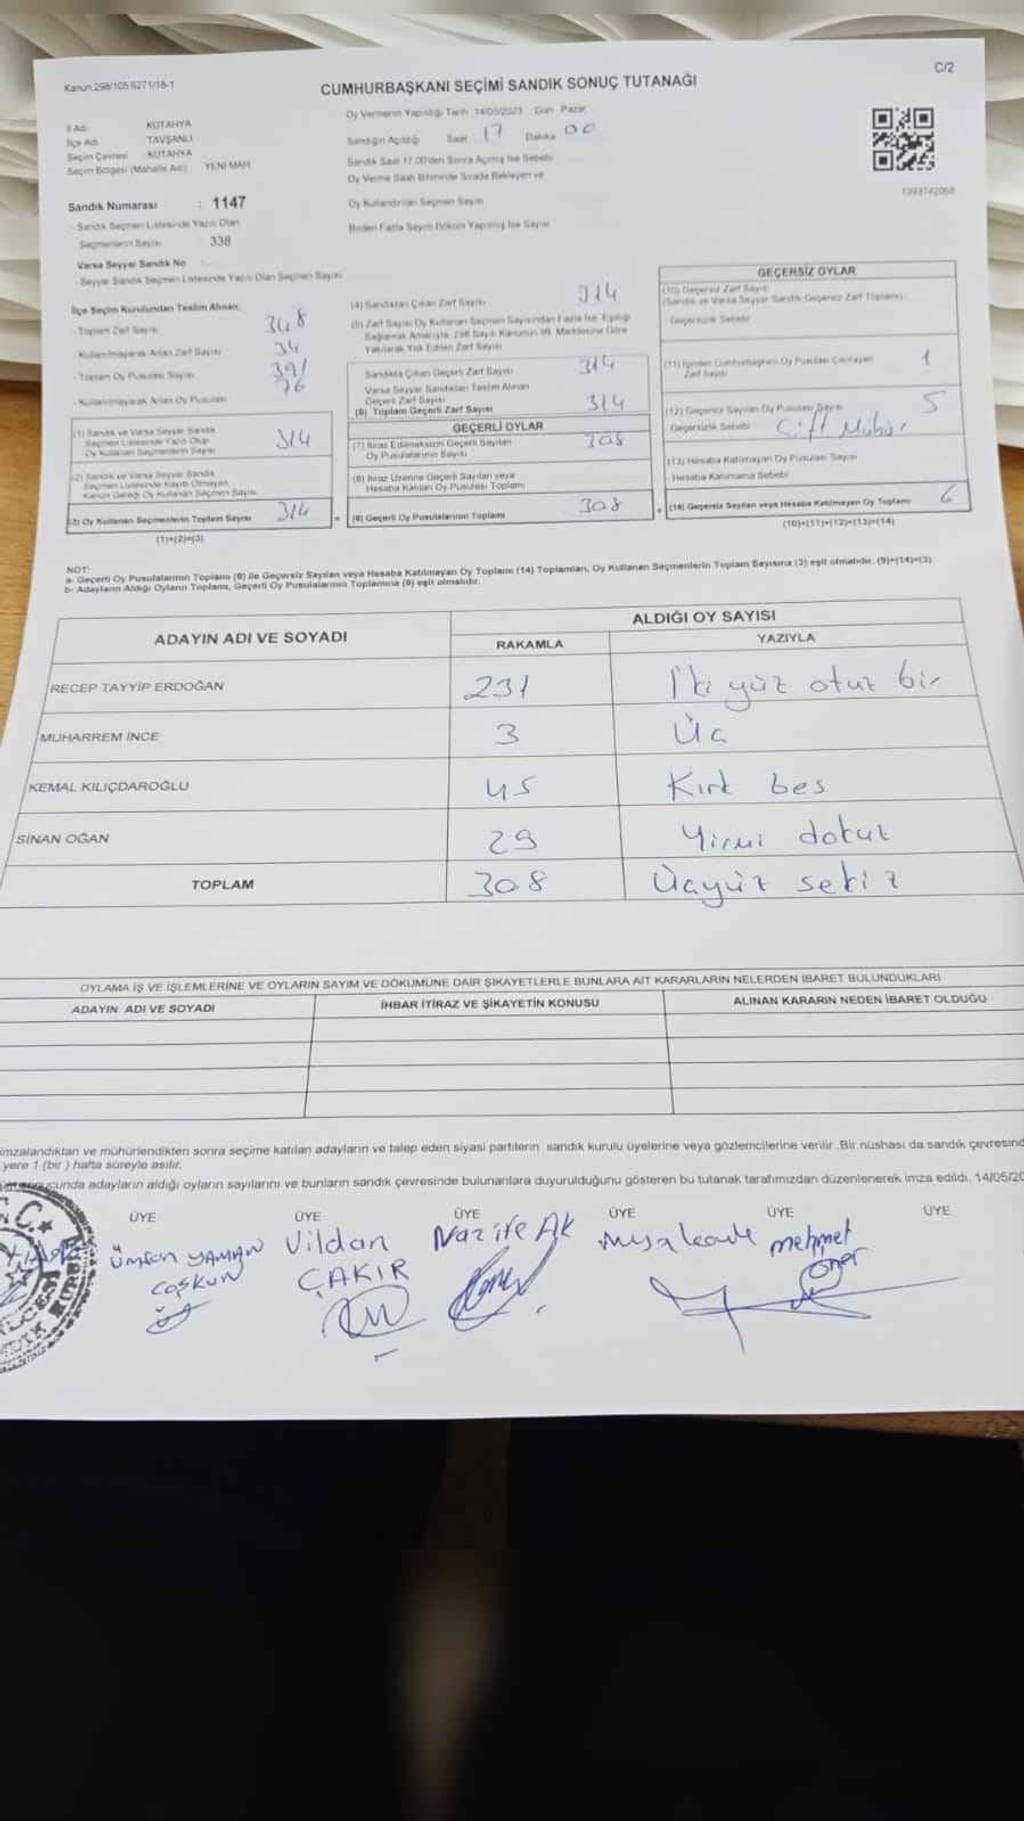 Kanun:298/105 6271/18-1
C/2
CUMHURBAŞKANI SEÇİMİ SANDIK SONUÇ TUTANAĞI
İl Adı KÜTAHYA
İlçe Adı TAVŞANLI
Seçim Çevresi KÜTAHYA
Seçim Bölgesi (Mahalle Adı) YENİ MAH
Sandık Numarası : 1147
- Sandık Seçmen Listesinde Yazılı Olan
Seçmenlerin Sayısı 338
Varsa Seyyar Sandık No
- Seyyar Sandık Seçmen Listesinde Yazılı Olan Seçmen Sayısı
Oy Vermenin Yapıldığı Tarih 14/05/2023 Gün Pazar
Sandığın Açıldığı Saat 17 Dakika 00
Sandık Saat 17.00'den Sonra Açılmış İse Sebebi
Oy Verme Saati Bitiminde Sırada Bekleyen ve
Oy Kullandırılan Seçmen Sayısı
Birden Fazla Sayım Döküm Yapılmış İse Sayısı
İlçe Seçim Kurulundan Teslim Alınan;
- Toplam Zarf Sayısı 348
- Kullanılmayarak Artan Zarf Sayısı 34
- Toplam Oy Pusulası Sayısı
- Kullanılmayarak Artan Oy Pusulası 76
(1) Sandık ve Varsa Seyyar Sandık
Seçmen Listesinde Yazılı Olup
Oy Kullanan Seçmenlerin Sayısı 314
(2) Sandık ve Varsa Seyyar Sandık
Seçmen Listesinde Kayıtlı Olmayan
Kanun Gereği Oy Kullanan Seçmen Sayısı
(3) Oy Kullanan Seçmenlerin Toplam Sayısı 314
(1)+(2)=(3)
(4) Sandıktan Çıkan Zarf Sayısı 314
(5) Zarf Sayısı Oy Kullanan Seçmen Sayısından Fazla İse, Eşitliği
Sağlamak Amacıyla, 298 Sayılı Kanunun 98. Maddesine Göre
Yakılarak Yok Edilen Zarf Sayısı
Sandıkta Çıkan Geçerli Zarf Sayısı 314
Varsa Seyyar Sandıktan Teslim Alınan
Geçerli Zarf Sayısı
(6) Toplam Geçerli Zarf Sayısı 314
GEÇERLİ OYLAR
(7) İtiraz Edilmeksizin Geçerli Sayılan
Oy Pusulalarının Sayısı 308
(8) İtiraz Üzerine Geçerli Sayılan veya
Hesaba Katılan Oy Pusulası Toplamı
(9) Geçerli Oy Pusulalarının Toplamı 308
GEÇERSİZ OYLAR
(10) Geçersiz Zarf Sayısı
(Sandık ve Varsa Seyyar Sandık Geçersiz Zarf Toplamı)
- Geçersizlik Sebebi
(11) İçinden Cumhurbaşkanı Oy Pusulası Çıkmayan
Zarf Sayısı 1
(12) Geçersiz Sayılan Oy Pusulası Sayısı 5
Geçersizlik Sebebi Çift Mühür
(13) Hesaba Katılmayan Oy Pusulası Sayısı
- Hesaba Katılmama Sebebi
(14) Geçersiz Sayılan veya Hesaba Katılmayan Oy Toplamı 6
(10)+(11)+(12)+(13)=(14)
NOT:
a- Geçerli Oy Pusulalarının Toplamı (9) ile Geçersiz Sayılan veya Hesaba Katılmayan Oy Toplamı (14) Toplamları, Oy Kullanan Seçmenlerin Toplam Sayısına (3) eşit olmalıdır. (9)+(14)=(3)
b- Adayların Aldığı Oyların Toplamı, Geçerli Oy Pusulalarının Toplamına (9) eşit olmalıdır.
ADAYIN ADI VE SOYADI
ALDIĞI OY SAYISI
RAKAMLA YAZIYLA
RECEP TAYYİP ERDOĞAN 231 İki yüz otuz bir
MUHARREM İNCE 3 Üç
KEMAL KILIÇDAROĞLU 45 Kırk beş
SİNAN OĞAN 29 Yirmi dokuz
TOPLAM 308 Üçyüz sekiz
OYLAMA İŞ VE İŞLEMLERİNE VE OYLARIN SAYIM VE DÖKÜMÜNE DAİR ŞİKAYETLERLE BUNLARA AİT KARARLARIN NELERDEN İBARET BULUNDUKLARI
ADAYIN ADI VE SOYADI İHBAR İTİRAZ VE ŞİKAYETİN KONUSU ALINAN KARARIN NEDEN İBARET OLDUĞU
imzalandıktan ve mühürlendikten sonra seçime katılan adayların ve talep eden siyasi partilerin sandık kurulu üyelerine veya gözlemcilerine verilir. Bir nüshası da sandık çevresind
yere 1 (bir) hafta süreyle asılır.
adayların aldığı oyların sayılarını ve bunların sandık çevresinde bulunanlara duyurulduğunu gösteren bu tutanak tarafımızdan düzenlenerek imza edildi. 14/05/20
ÜYE ÜYE ÜYE ÜYE ÜYE ÜYE
YAMAN Vildan Nazife AK mehmet
COŞKUN ÇAKIR öner